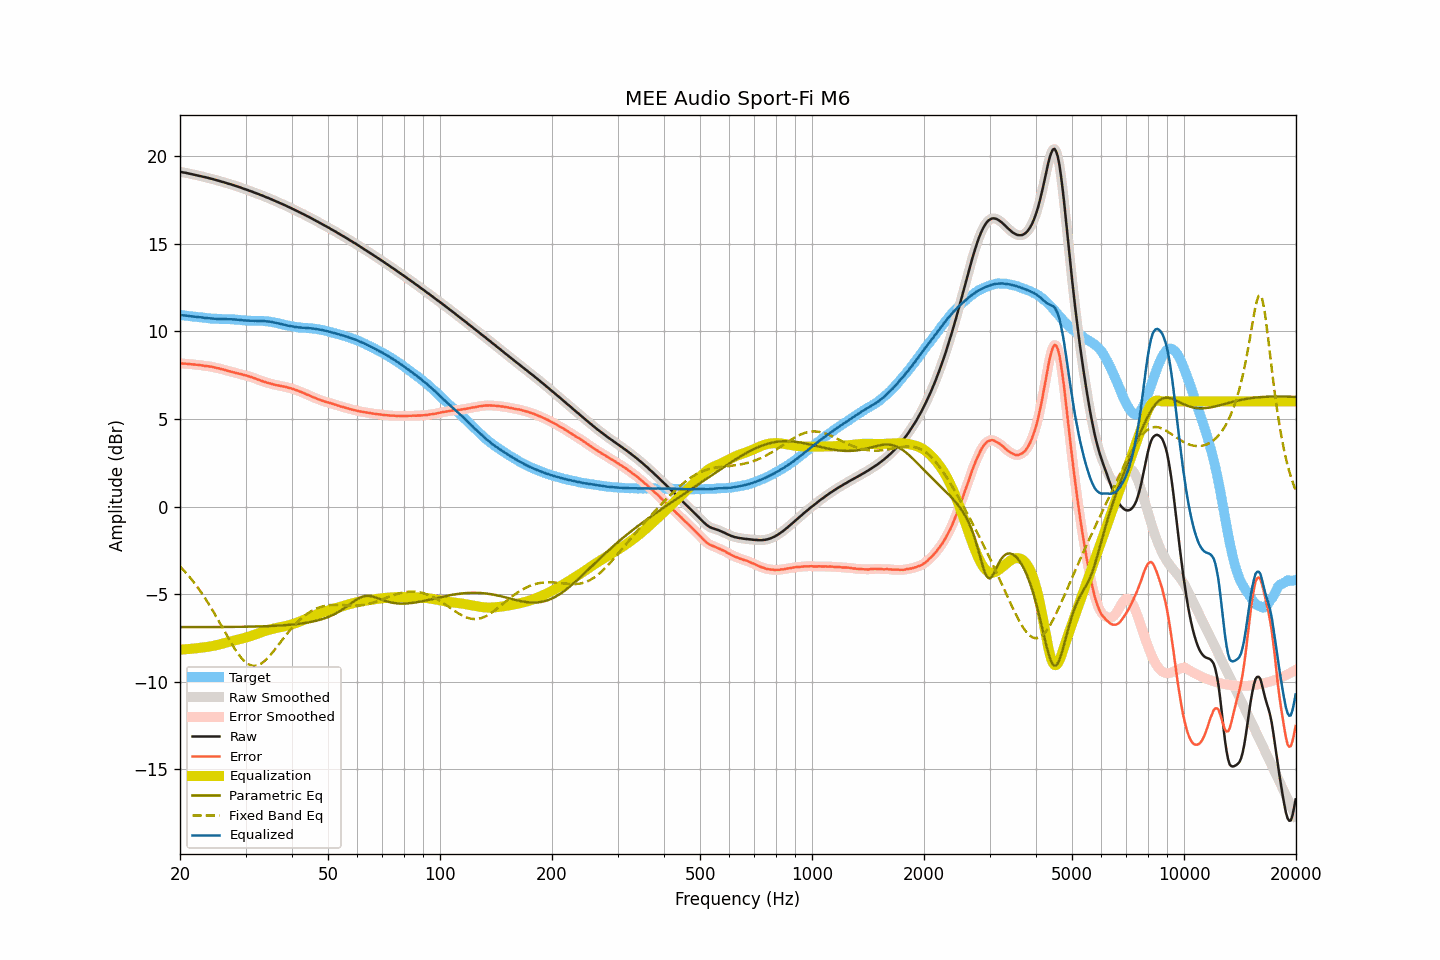 MEE Audio Sport-Fi M6
20
15
10
5
0
−5
−10
−15
Amplitude (dBr)
Target
Raw Smoothed
Error Smoothed
Raw
Error
Equalization
Parametric Eq
Fixed Band Eq
Equalized
20 50 100 200 500 1000 2000 5000 10000 20000
Frequency (Hz)